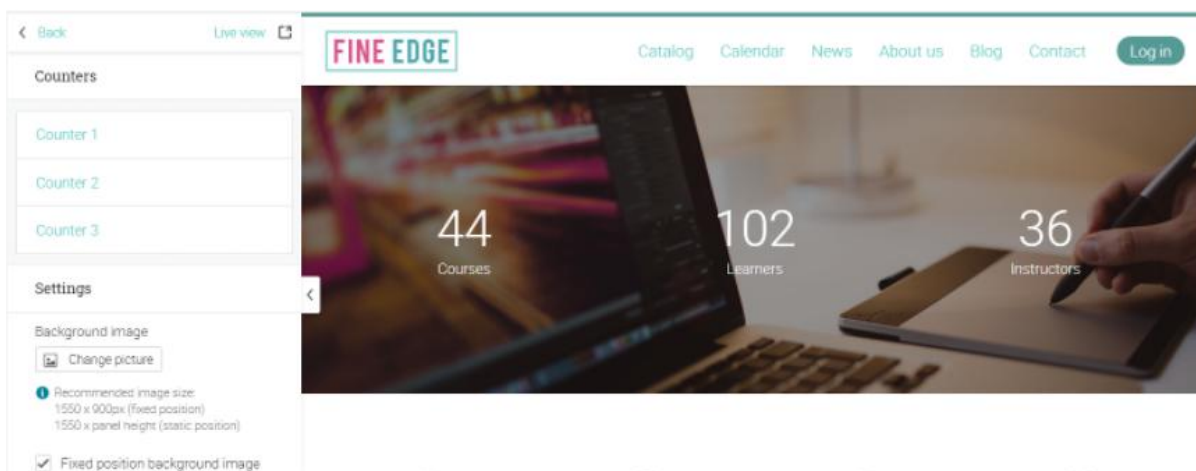 Back
Live view
Counters
Counter 1
Counter 2
Counter 3
Settings
Background image
Change picture
Recommended image size:
1550 x 900px (fixed position)
1550 x panel height (static position)
Fixed position background image
FINE EDGE
Catalog Calendar News About us Blog Contact Log in
44 102 36
Courses Learners Instructors